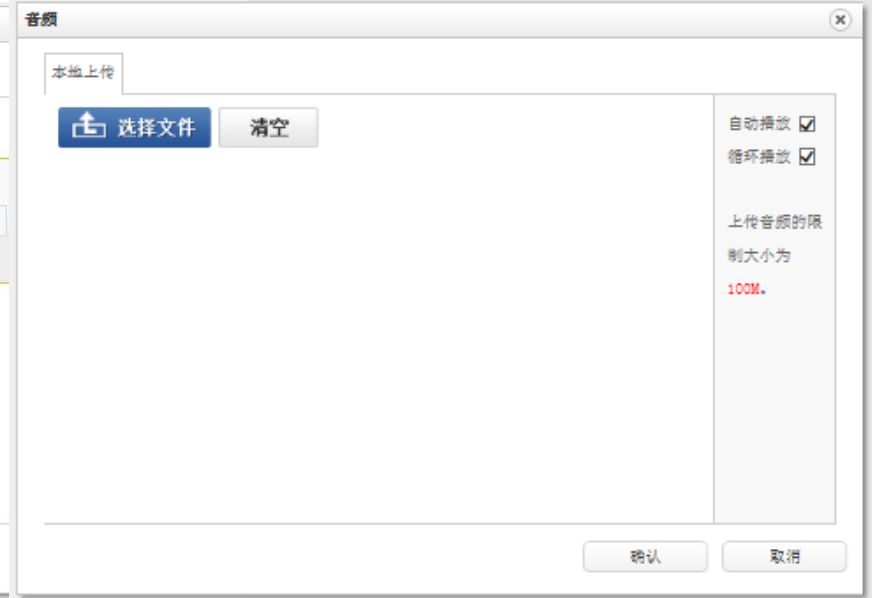 音频
本地上传
选择文件
清空
自动播放
循环播放
上传音频的限
制大小为
100M。
确认
取消